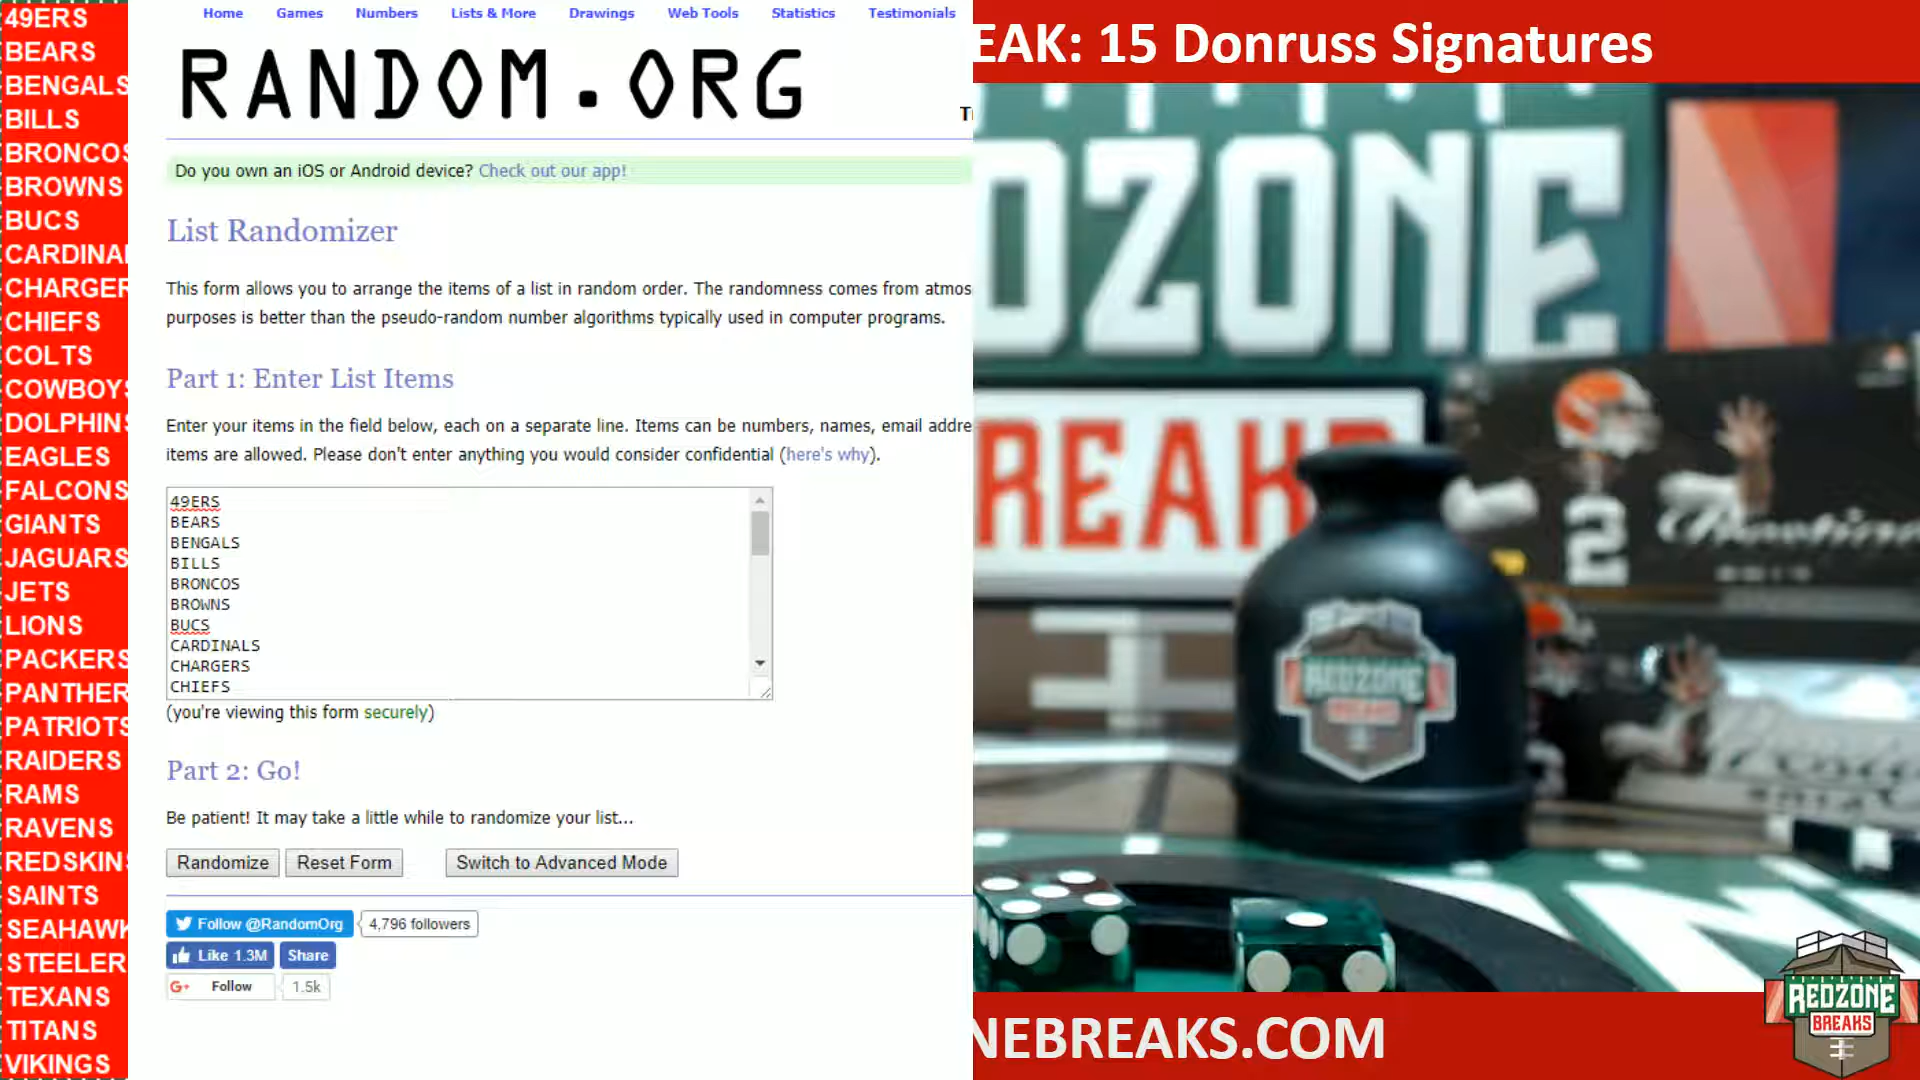 49ERS
BEARS
BENGALS
BILLS
BRONCOS
BROWNS
BUCS
CARDINA
CHARGER
CHIEFS
COLTS
COWBOYS
DOLPHINS
EAGLES
FALCONS
GIANTS
JAGUARS
JETS
LIONS
PACKERS
PANTHER
PATRIOTS
RAIDERS
RAMS
RAVENS
REDSKINS
SAINTS
SEAHAWK
STEELER
TEXANS
TITANS
VIKINGS
Home Games Numbers Lists & More Drawings Web Tools Statistics Testimonials
RANDOM.ORG
Do you own an iOS or Android device? Check out our app!
List Randomizer
This form allows you to arrange the items of a list in random order. The randomness comes from atmos
purposes is better than the pseudo-random number algorithms typically used in computer programs.
Part 1: Enter List Items
Enter your items in the field below, each on a separate line. Items can be numbers, names, email addre
items are allowed. Please don't enter anything you would consider confidential (here's why).
49ERS
BEARS
BENGALS
BILLS
BRONCOS
BROWNS
BUCS
CARDINALS
CHARGERS
CHIEFS
(you're viewing this form securely)
Part 2: Go!
Be patient! It may take a little while to randomize your list...
Randomize Reset Form Switch to Advanced Mode
Follow @RandomOrg 4,796 followers
Like 1.3M Share
G+ Follow 1.5k
EAK: 15 Donruss Signatures
DZONE
REAK
2
REDZONE
BREAKS
NEBREAKS.COM
REDZONE
BREAKS